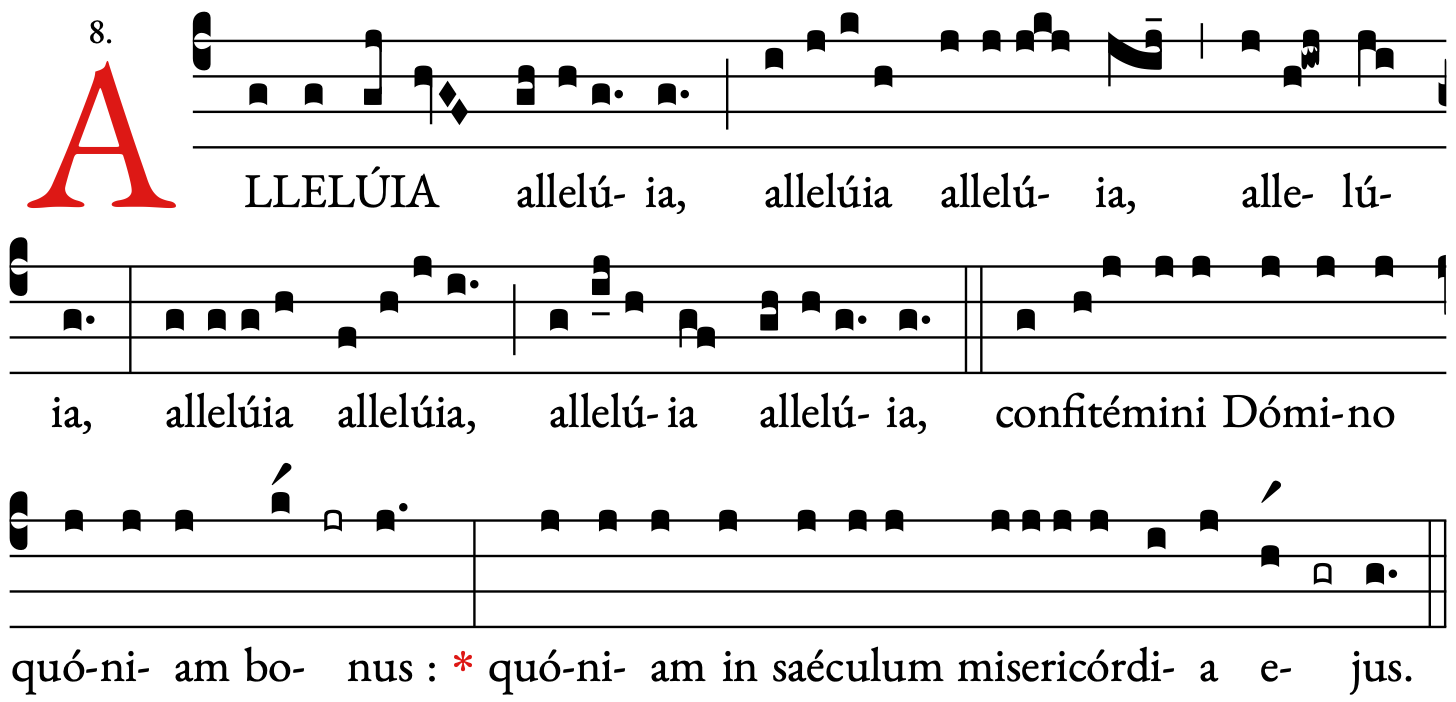 8.
ALLELÚIA allelú- ia, allelúia allelú- ia, alle- lú-
ia, allelúia allelúia, allelú- ia allelú- ia, confitémini Dómi-no
quó-ni- am bo- nus : * quó-ni- am in saéculum misericórdi- a e- jus.